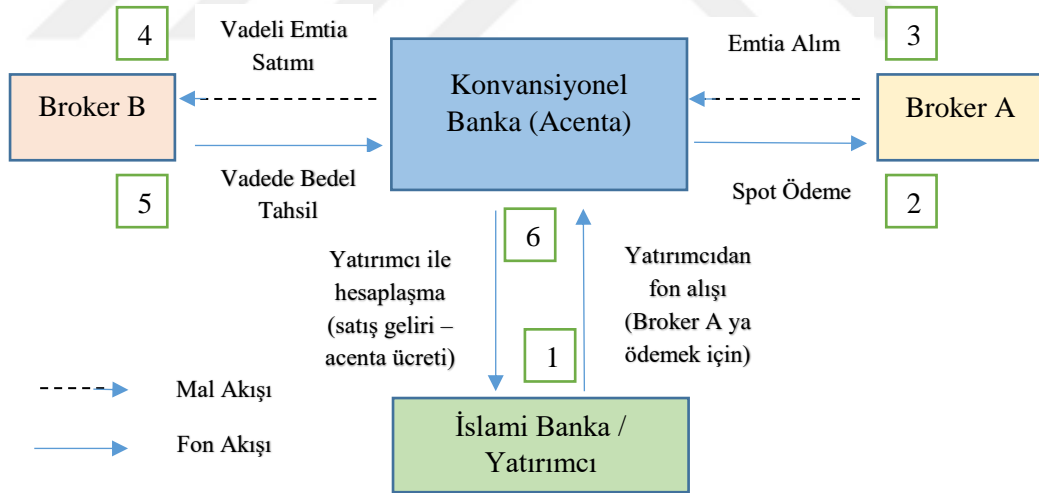 4
Vadeli Emtia
Satımı
Konvansiyonel
Banka (Acenta)
Emtia Alım
3
Broker B
Broker A
5
Vadede Bedel
Tahsil
Spot Ödeme
2
6
Yatırımcı ile
hesaplaşma
(satış geliri –
acenta ücreti)
Yatırımcıdan
fon alışı
(Broker A ya
ödemek için)
1
Mal Akışı
Fon Akışı
İslami Banka /
Yatırımcı